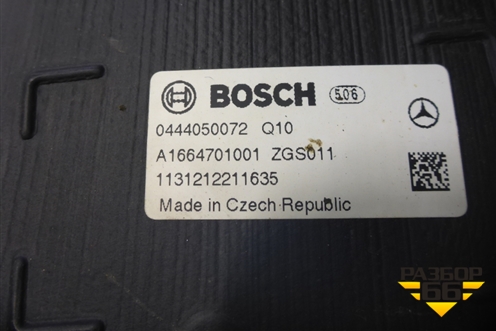 BOSCH 506
0444050072 Q10
A1664701001 ZGS011
1131212211635
Made in Czech Republic
РАЗБОР
66